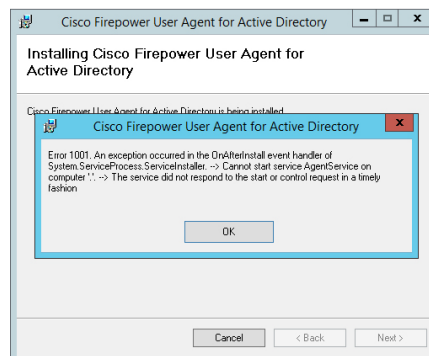 Cisco Firepower User Agent for Active Directory
Installing Cisco Firepower User Agent for
Active Directory
Cisco Firepower User Agent for Active Directory is being installed
Cisco Firepower User Agent for Active Directory
Error 1001. An exception occurred in the OnAfterInstall event handler of
System.ServiceProcess.ServiceInstaller. --> Cannot start service AgentService on
computer '.'. --> The service did not respond to the start or control request in a timely
fashion
OK
Cancel
< Back
Next >